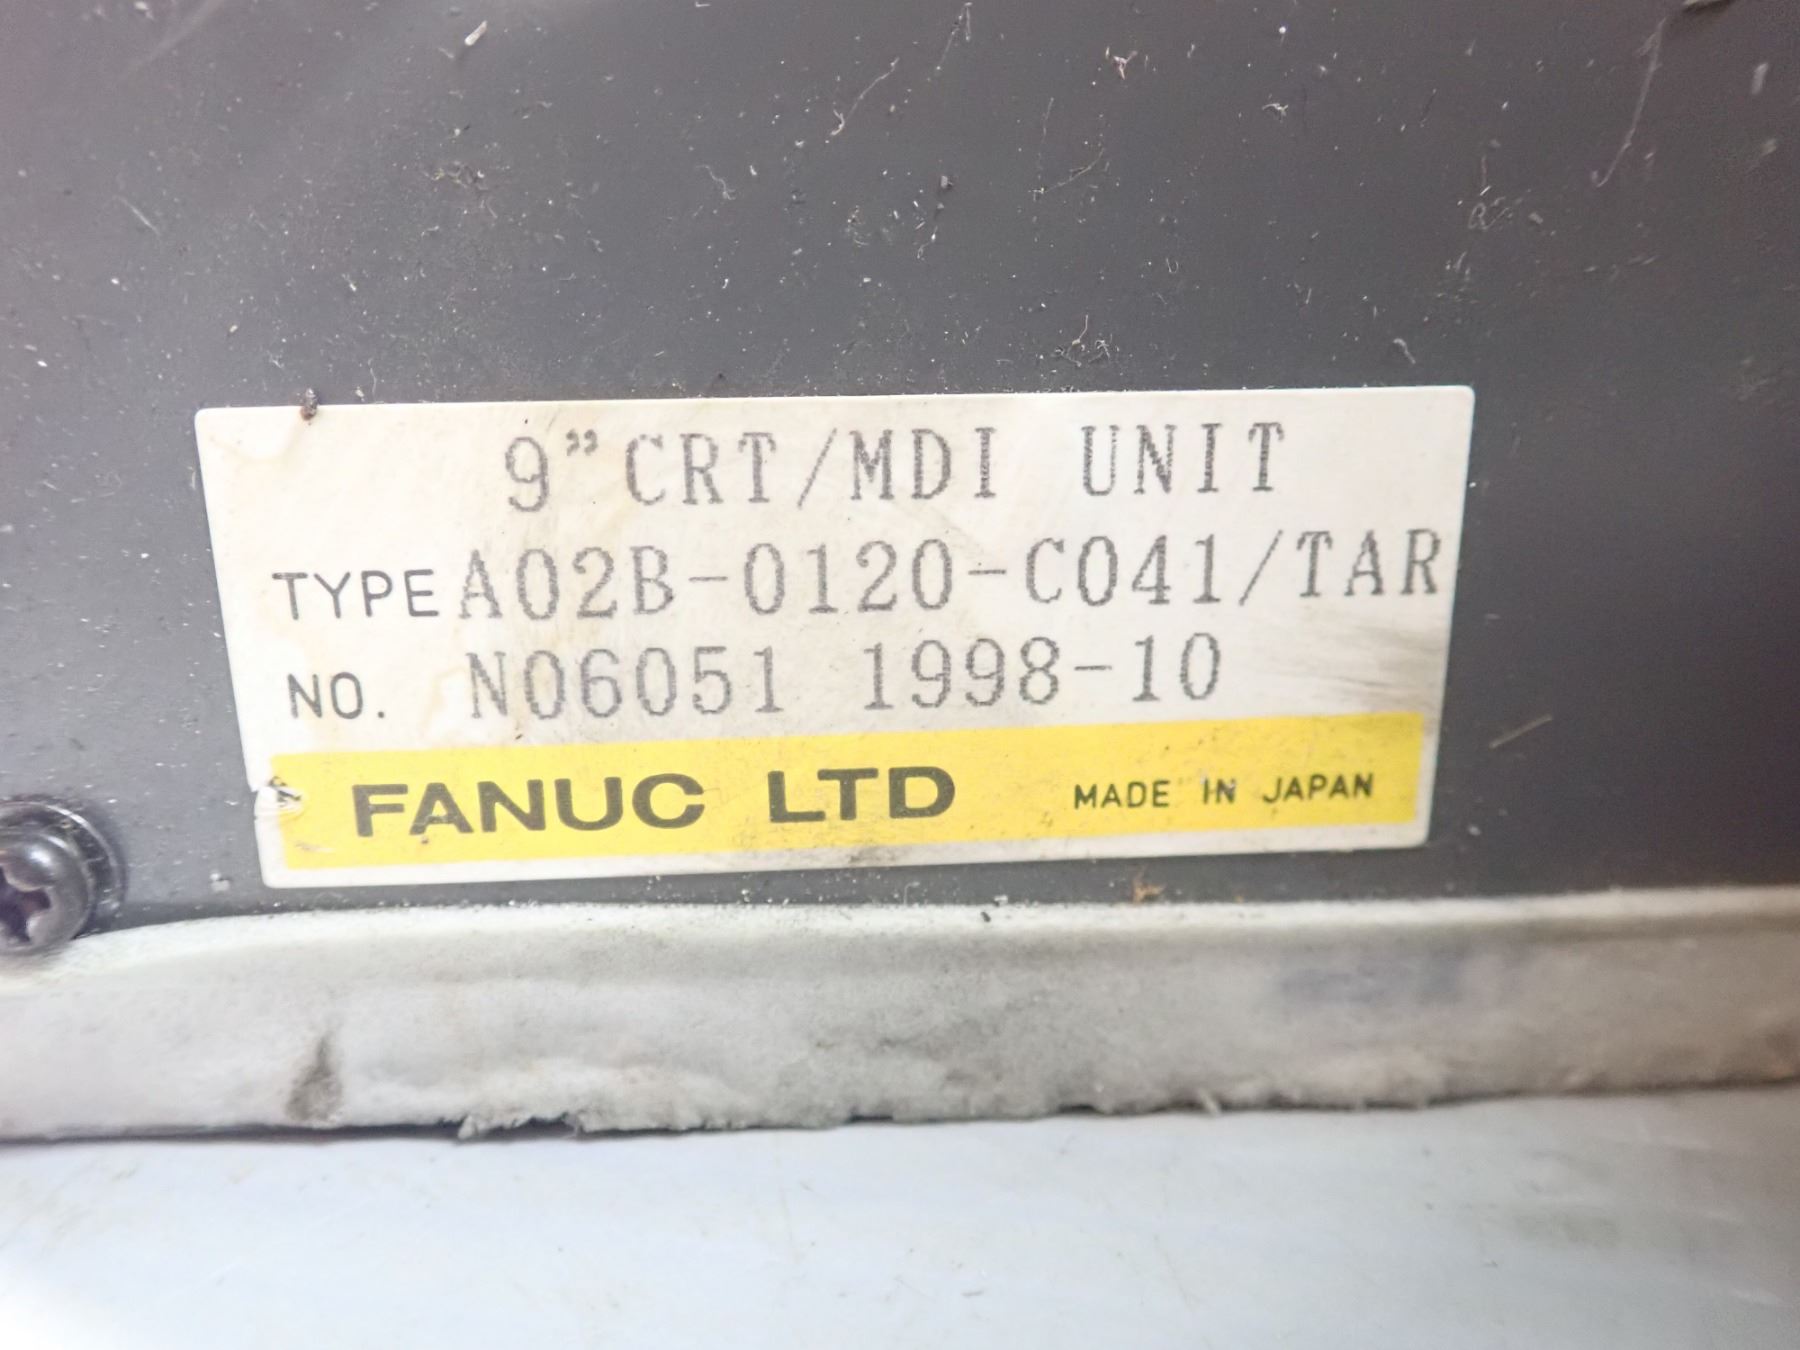 9"CRT/MDI UNIT
TYPE A02B-0120-C041/TAR
NO. N06051 1998-10
FANUC LTD MADE IN JAPAN